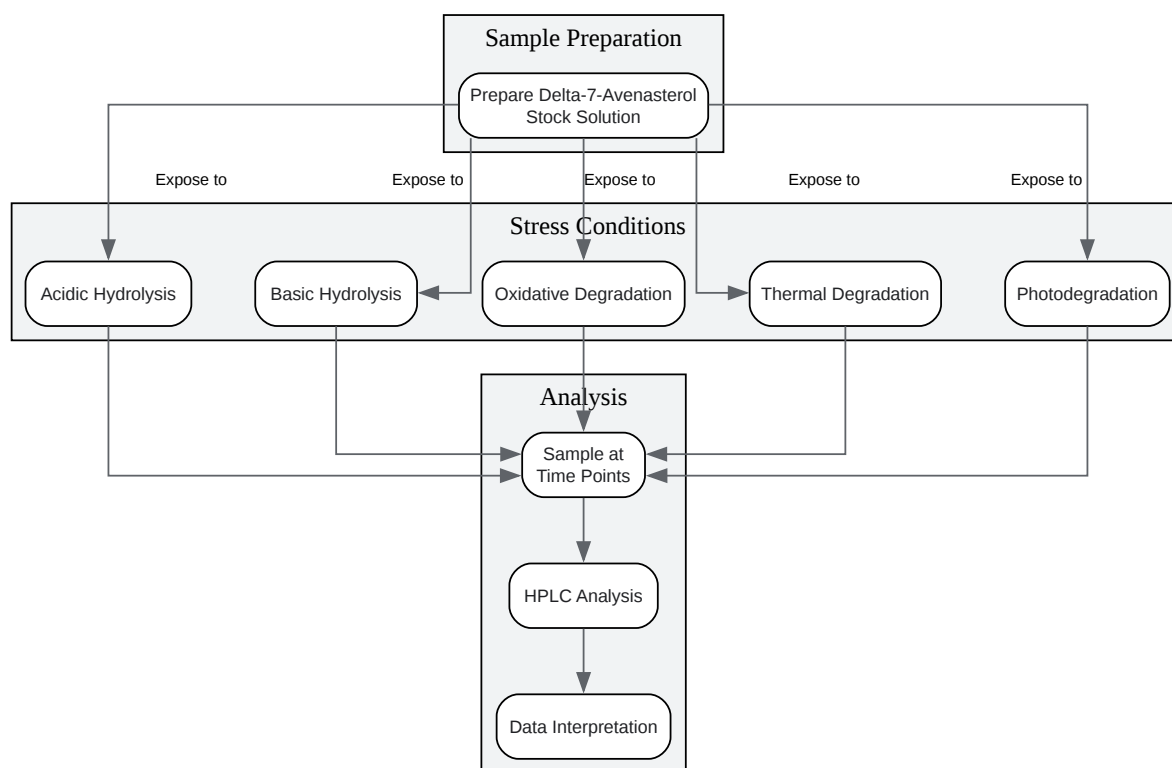 Sample Preparation
Prepare Delta-7-Avenasterol
Stock Solution
Expose to
Expose to
Expose to
Expose to
Expose to
Stress Conditions
Acidic Hydrolysis
Basic Hydrolysis
Oxidative Degradation
Thermal Degradation
Photodegradation
Analysis
Sample at
Time Points
HPLC Analysis
Data Interpretation